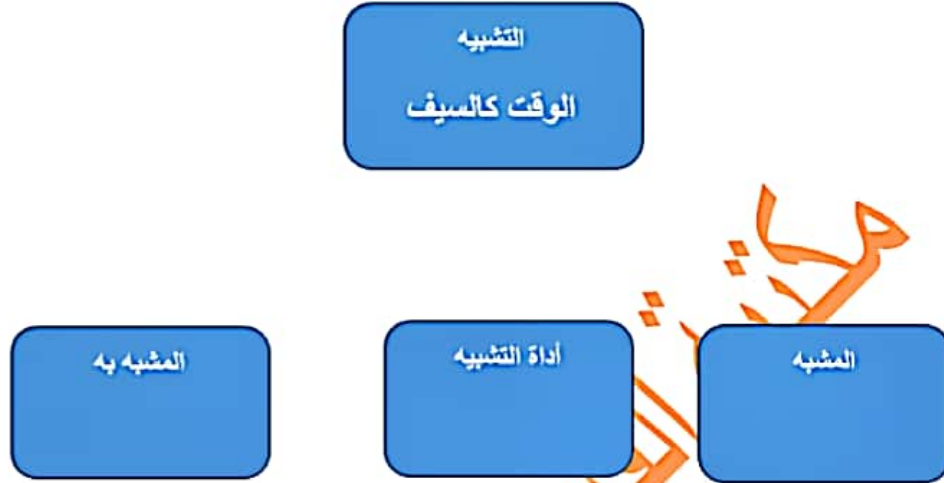 التشبيه
الوقت كالسيف
المشبه
أداة التشبيه
المشبه به